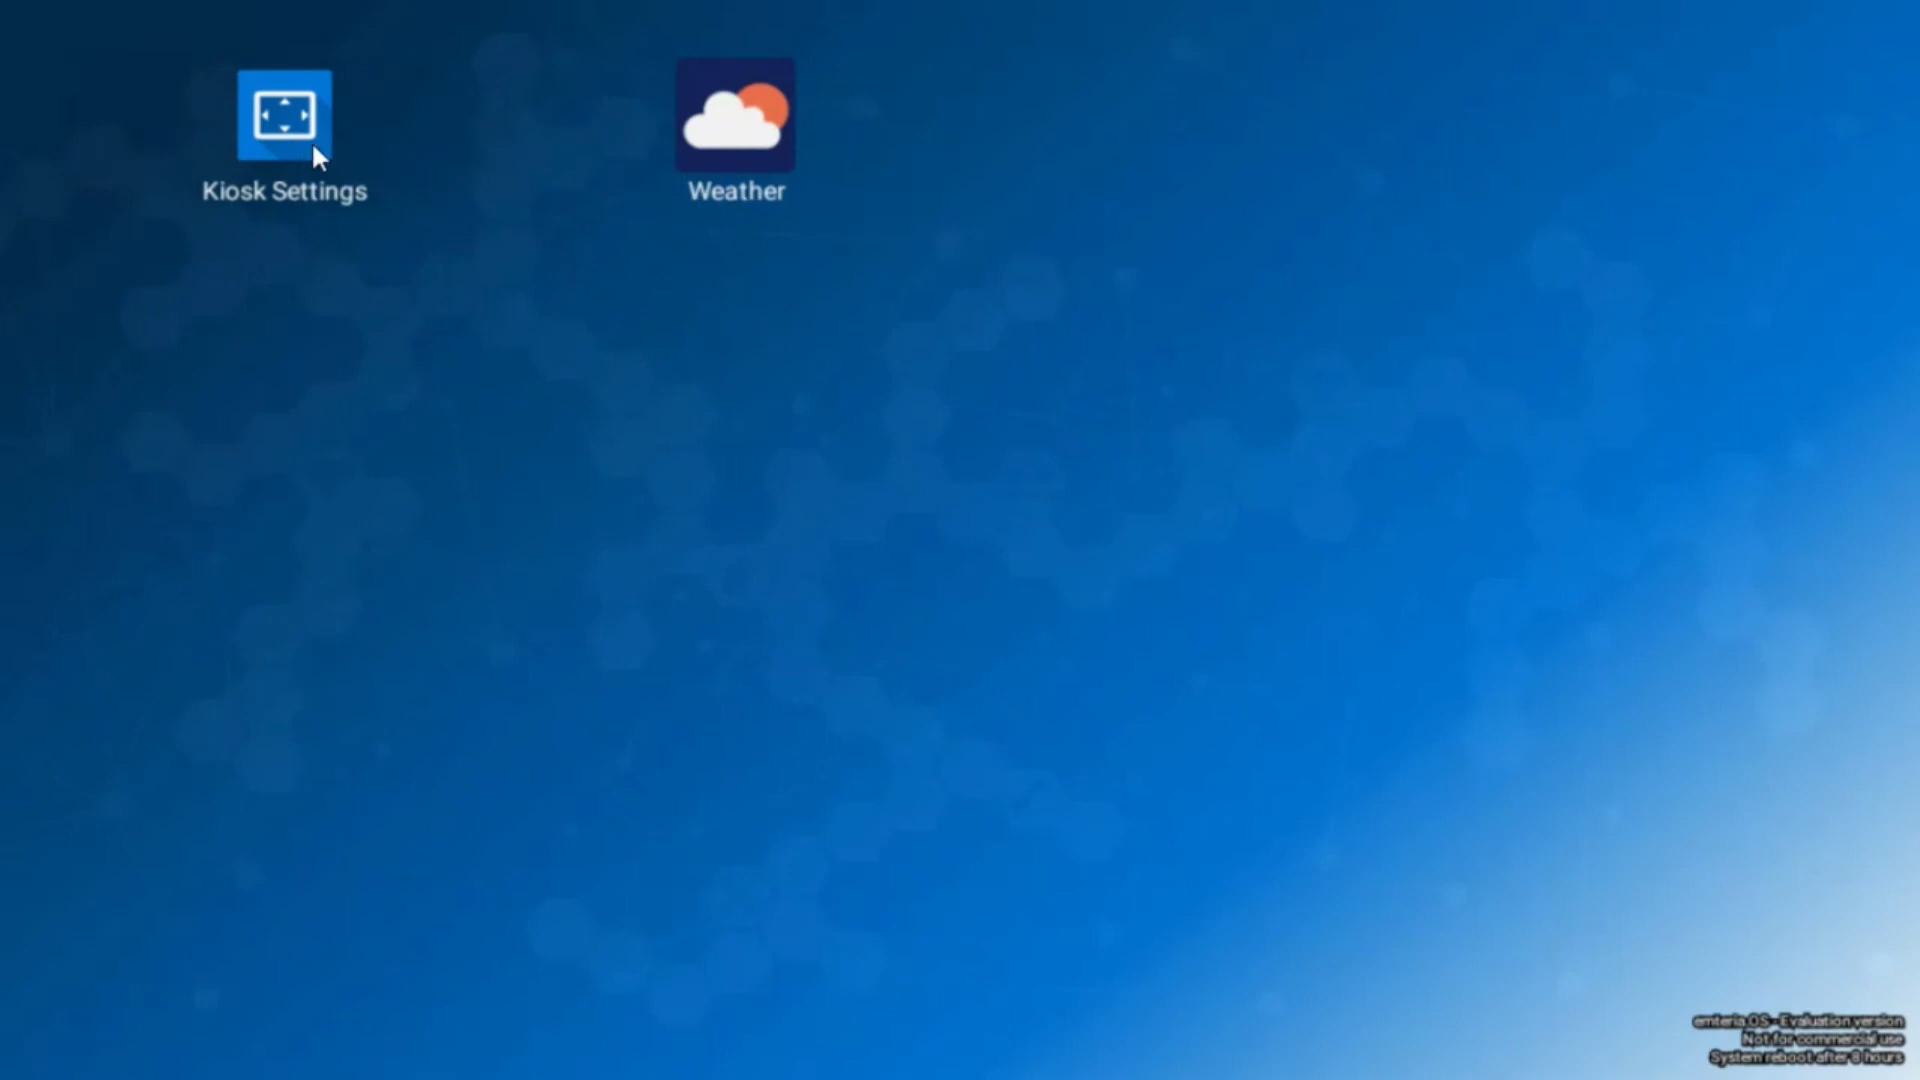 Kiosk Settings
Weather
emteria.OS - Evaluation version
Not for commercial use
System reboot after 8 hours